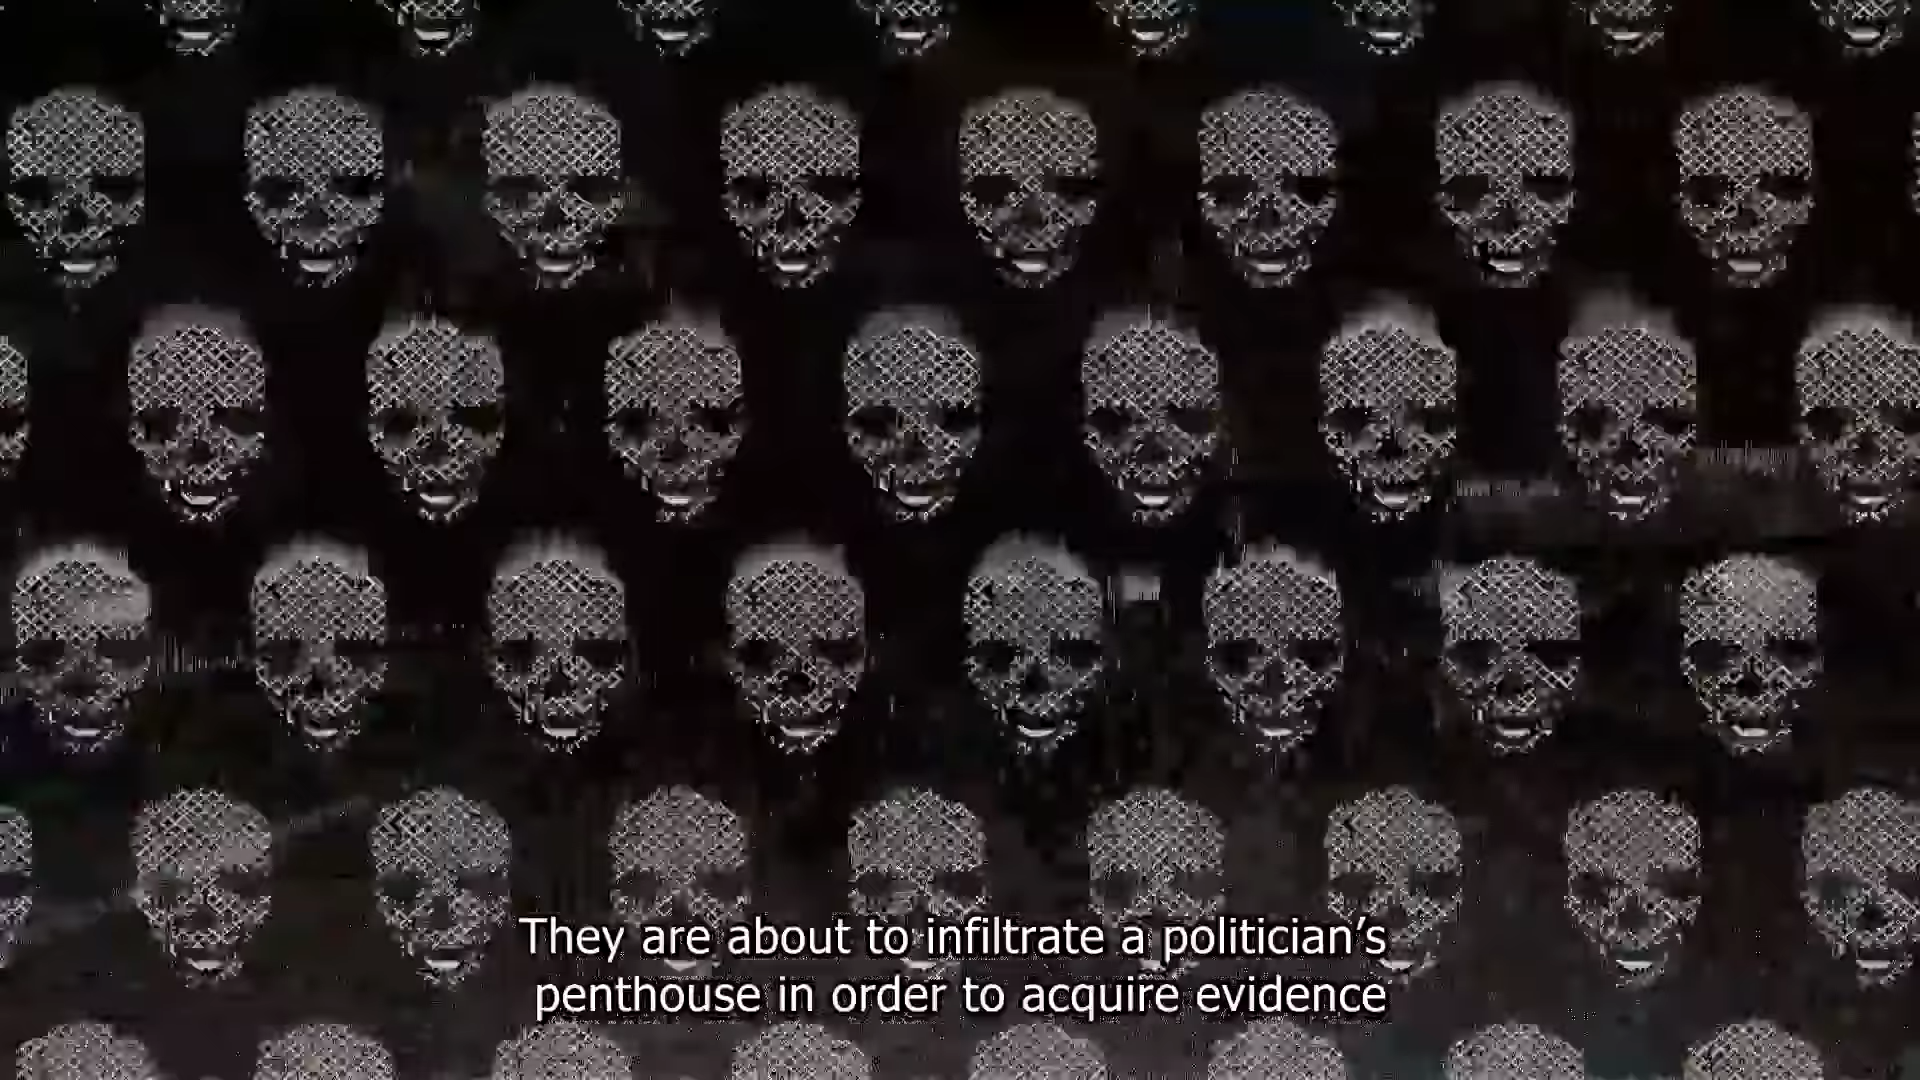 They are about to infiltrate a politician’s
penthouse in order to acquire evidence